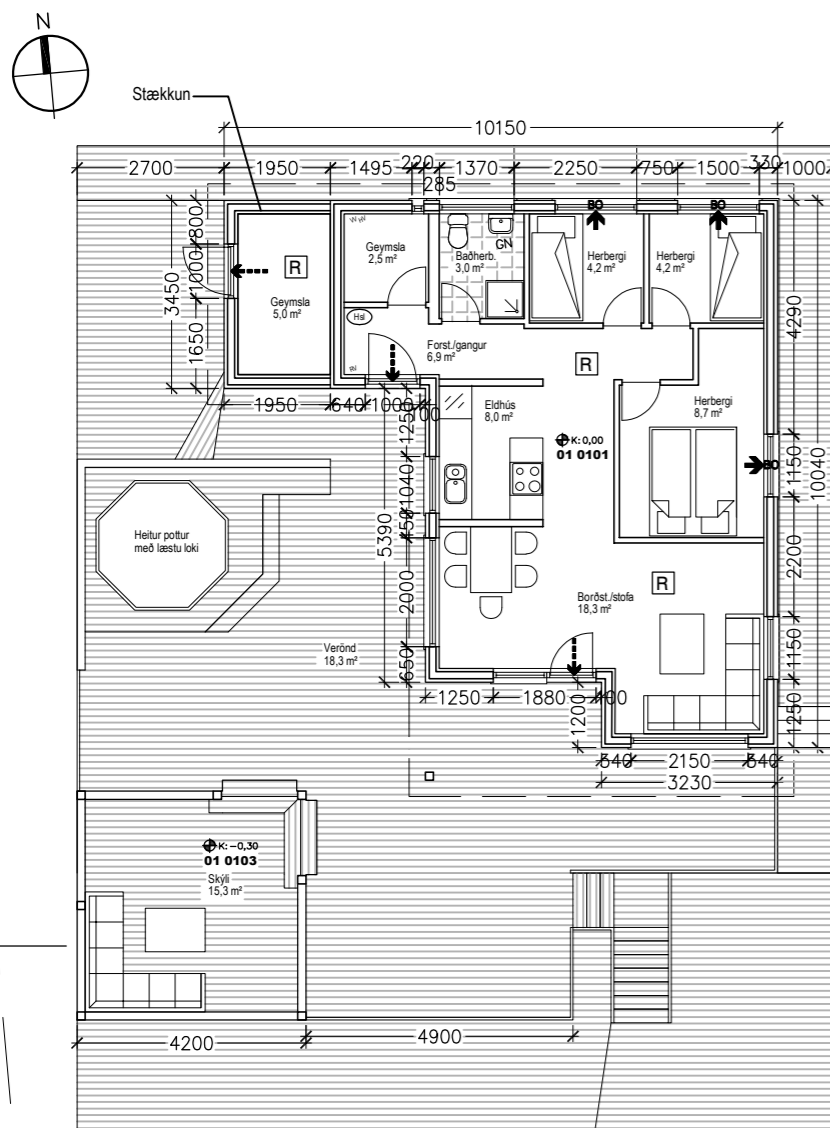 N
Stækkun
10150
2700
1950
1495
220
285
1370
2250
750
1500
330
1000
BO
BO
800
1000
1650
3450
Geymsla
2,5 m²
Baðherb.
3,0 m²
GN
Herbergi
4,2 m²
Herbergi
4,2 m²
R
Geymsla
5,0 m²
Hsl
Forst./gangur
6,9 m²
R
4290
10040
Herbergi
8,7 m²
1950
640
1000
100
1250
Eldhús
8,0 m²
K: 0,00
01 0101
BO
1150
1040
450
5390
2000
650
2200
Heitur pottur
með læstu loki
R
Borðst./stofa
18,3 m²
Verönd
18,3 m²
1150
1250
1250
1880
100
1200
540
2150
540
3230
K: -0,30
01 0103
Skýli
15,3 m²
4200
4900